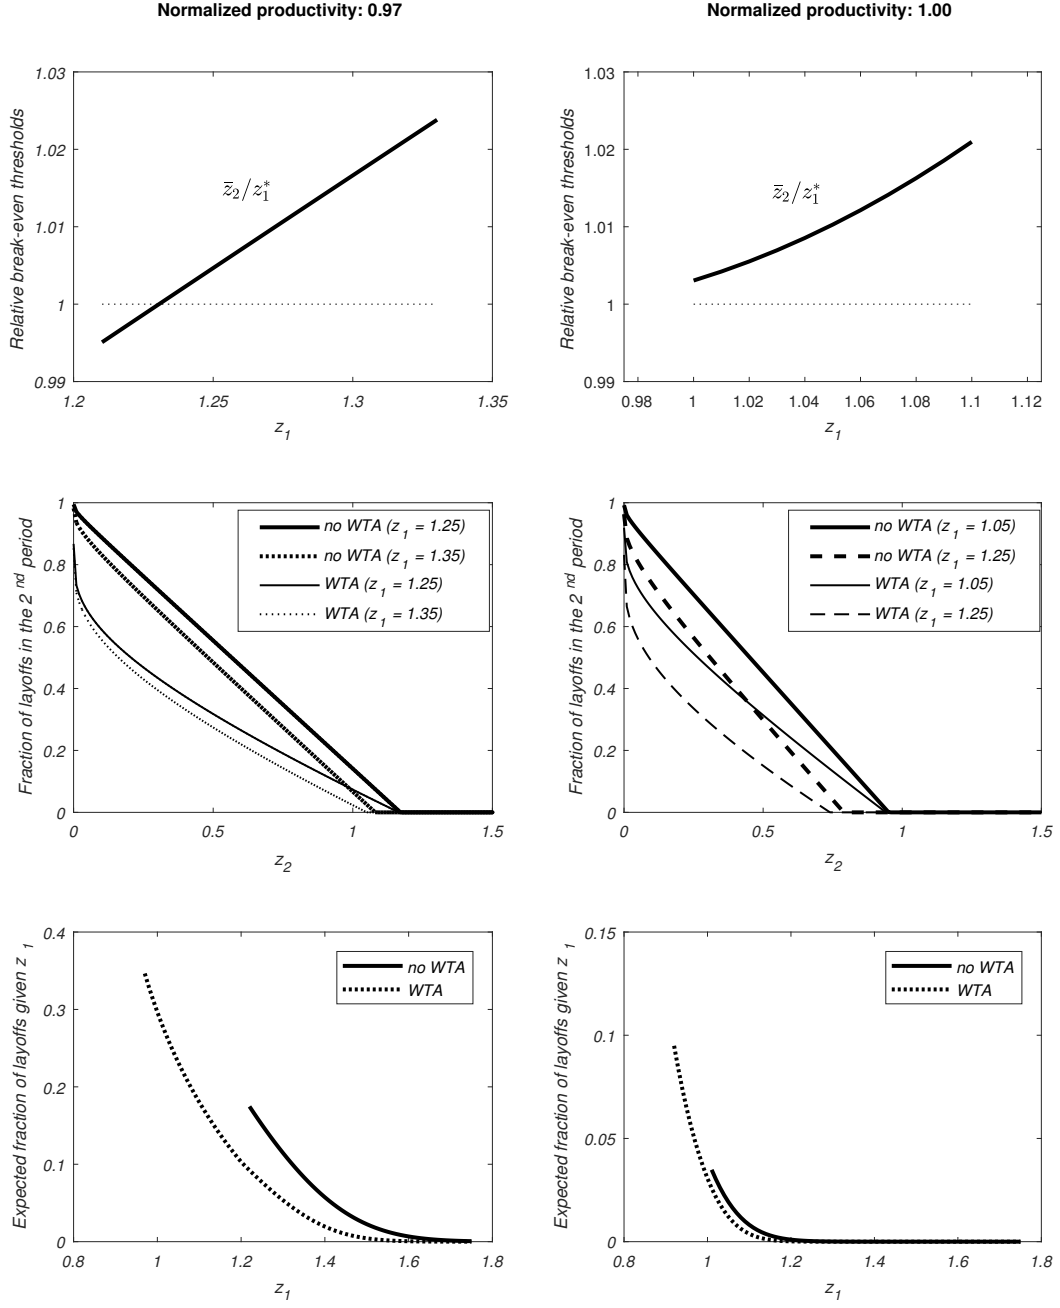 Normalized productivity: 0.97
Normalized productivity: 1.00
Relative break-even thresholds
1.03
1.02
1.01
1
0.99
z̅₂/z₁*
1.2
1.25
1.3
1.35
z₁
Relative break-even thresholds
1.03
1.02
1.01
1
0.99
z̅₂/z₁*
0.98
1
1.02
1.04
1.06
1.08
1.1
1.12
z₁
Fraction of layoffs in the 2 nd period
1
0.8
0.6
0.4
0.2
0
no WTA (z₁ = 1.25)
no WTA (z₁ = 1.35)
WTA (z₁ = 1.25)
WTA (z₁ = 1.35)
0
0.5
1
1.5
z₂
Fraction of layoffs in the 2 nd period
1
0.8
0.6
0.4
0.2
0
no WTA (z₁ = 1.05)
no WTA (z₁ = 1.25)
WTA (z₁ = 1.05)
WTA (z₁ = 1.25)
0
0.5
1
1.5
z₂
Expected fraction of layoffs given z₁
0.4
0.3
0.2
0.1
0
no WTA
WTA
0.8
1
1.2
1.4
1.6
1.8
z₁
Expected fraction of layoffs given z₁
0.15
0.1
0.05
0
no WTA
WTA
0.8
1
1.2
1.4
1.6
1.8
z₁